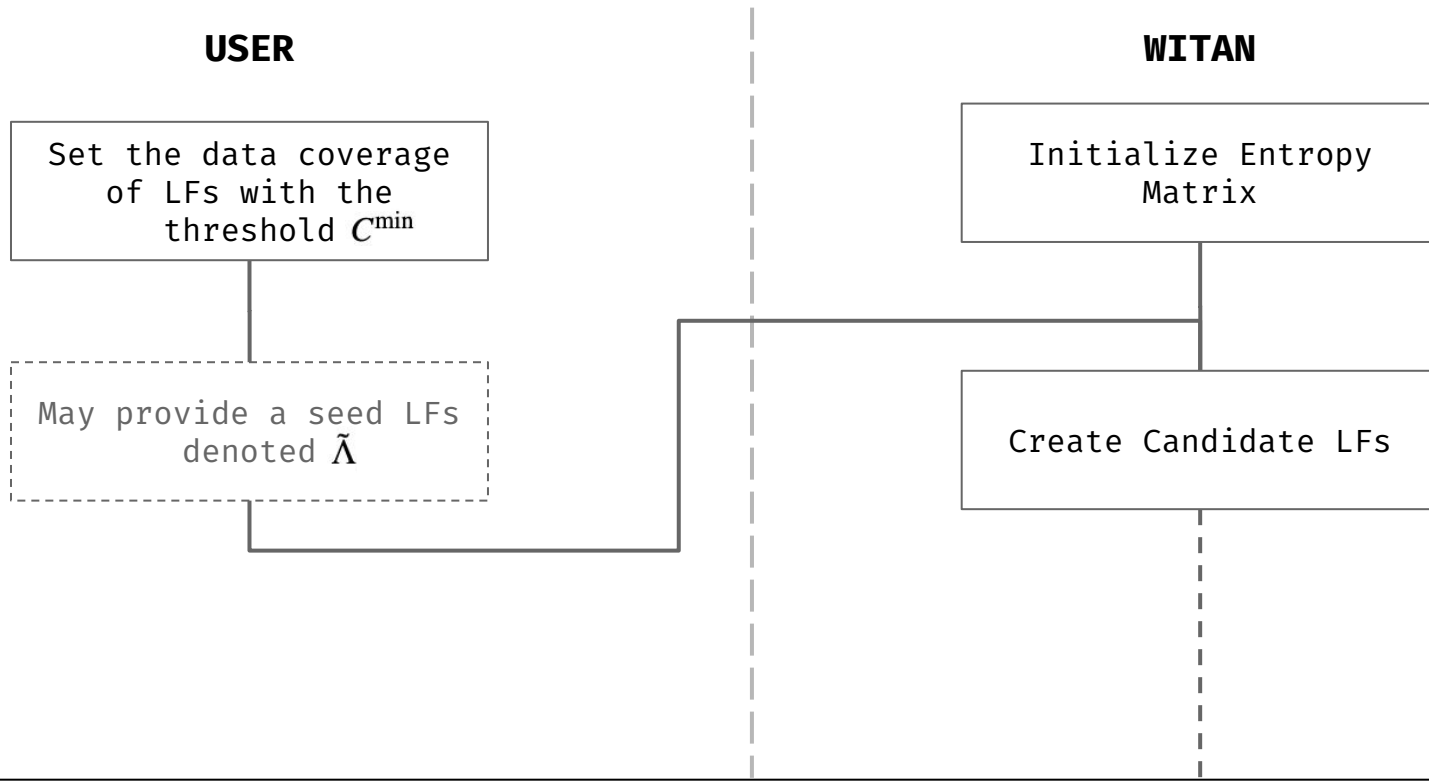 USER
Set the data coverage
of LFs with the
threshold C^min
May provide a seed LFs
denoted Λ̃
WITAN
Initialize Entropy
Matrix
Create Candidate LFs